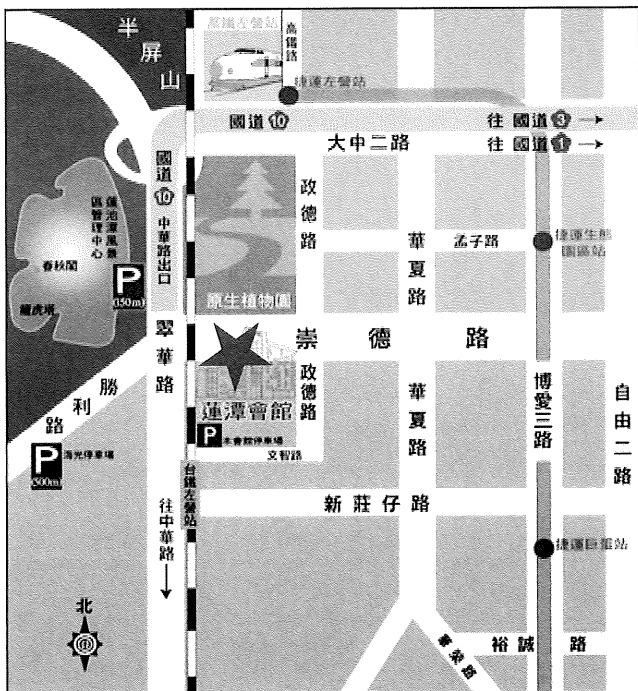 半屏山
高鐵左營站
高鐵路
捷運左營站
國道 10
往 國道 3 →
大中二路
往 國道 1 →
國道 10 中華路出口
政德路
華夏路
孟子路
捷運生態園區站
蓮池潭風景區管理中心
春秋閣
龍虎塔
P
(150m)
原生植物園
翠華路
崇德路
勝利路
政德路
蓮潭會館
P 本會館停車場
文智路
華夏路
博愛三路
自由二路
P
(500m)
海光停車場
台鐵左營站
往中華路
新莊仔路
捷運巨蛋站
北
富榮路
裕誠路